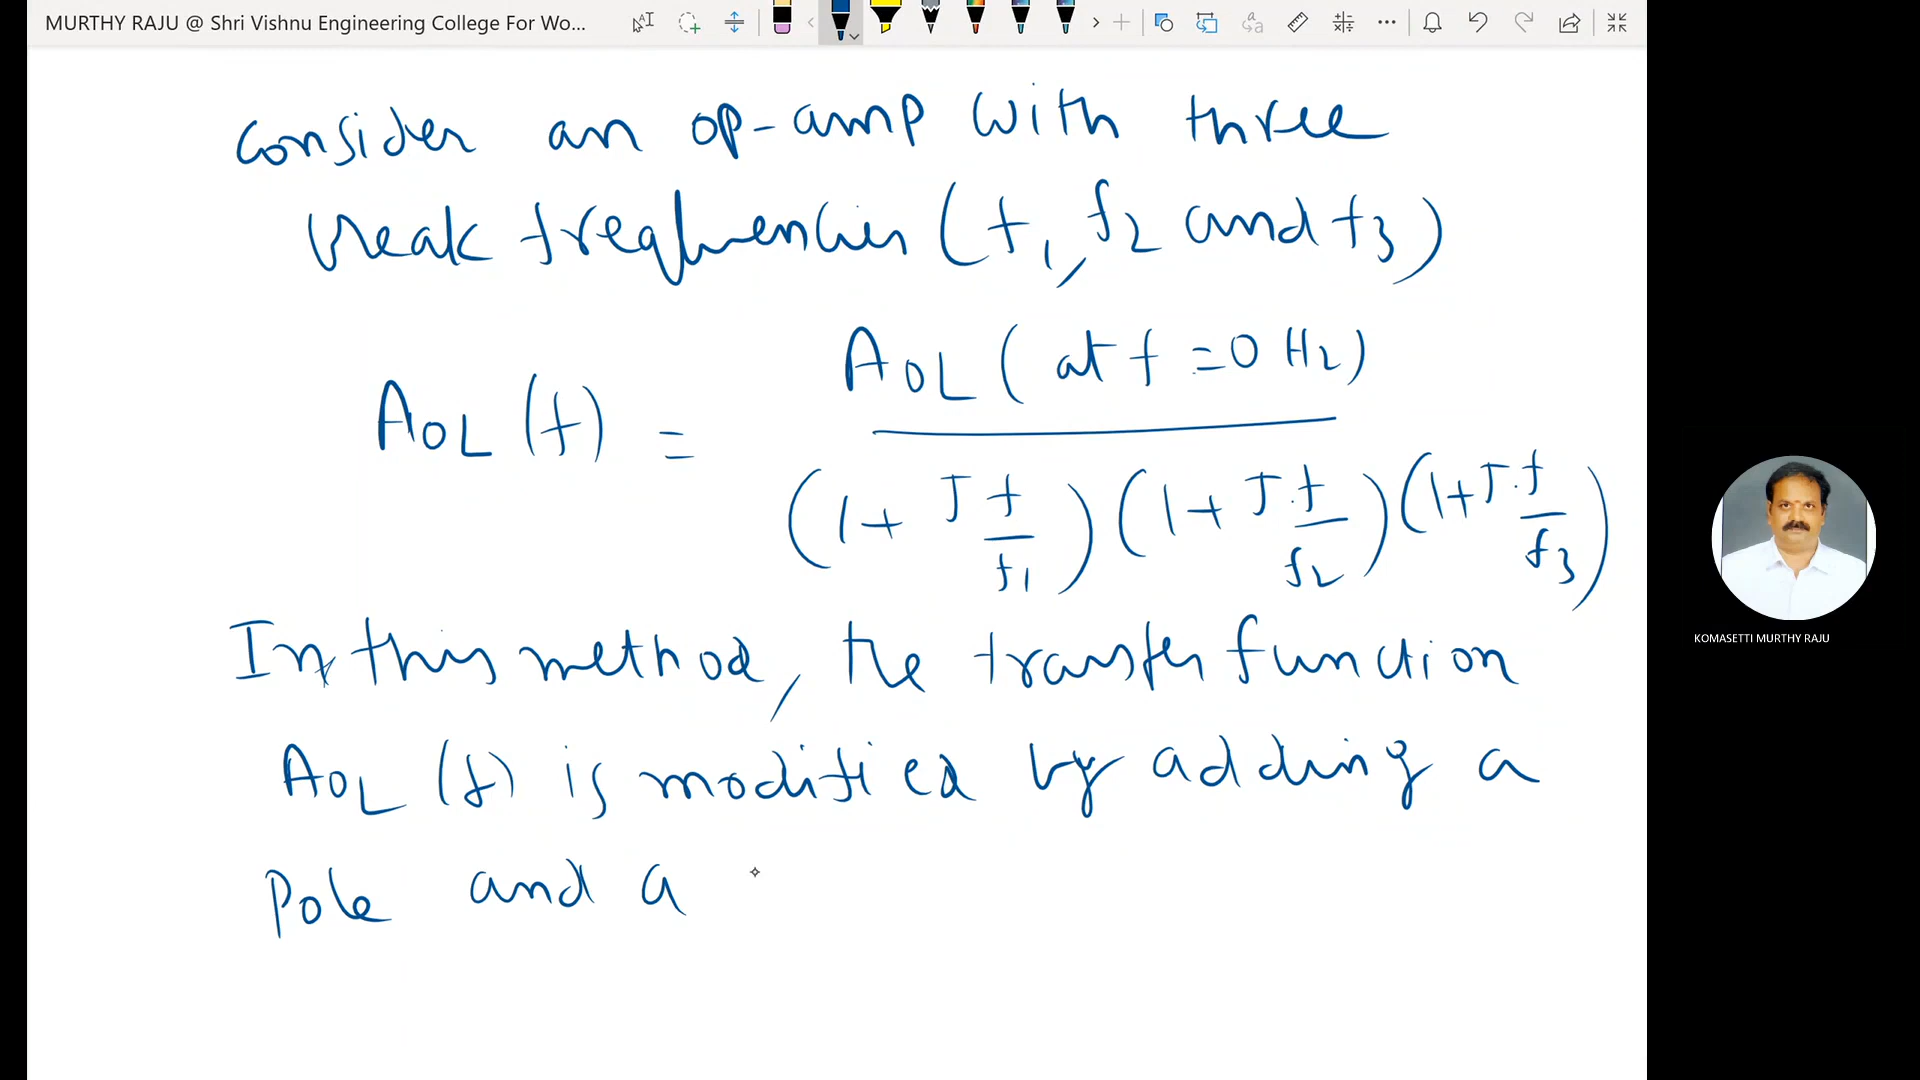 MURTHY RAJU @ Shri Vishnu Engineering College For Wo...
Consider an op-amp with three
break frequencies (f1, f2 and f3)
AOL (f) = AOL (at f = 0 Hz) / (1 + J f/f1) (1 + J.f/f2) (1 + J.f/f3)
In this method, the transfer function
AOL (f) is modified by adding a
Pole and a
KOMASETTI MURTHY RAJU